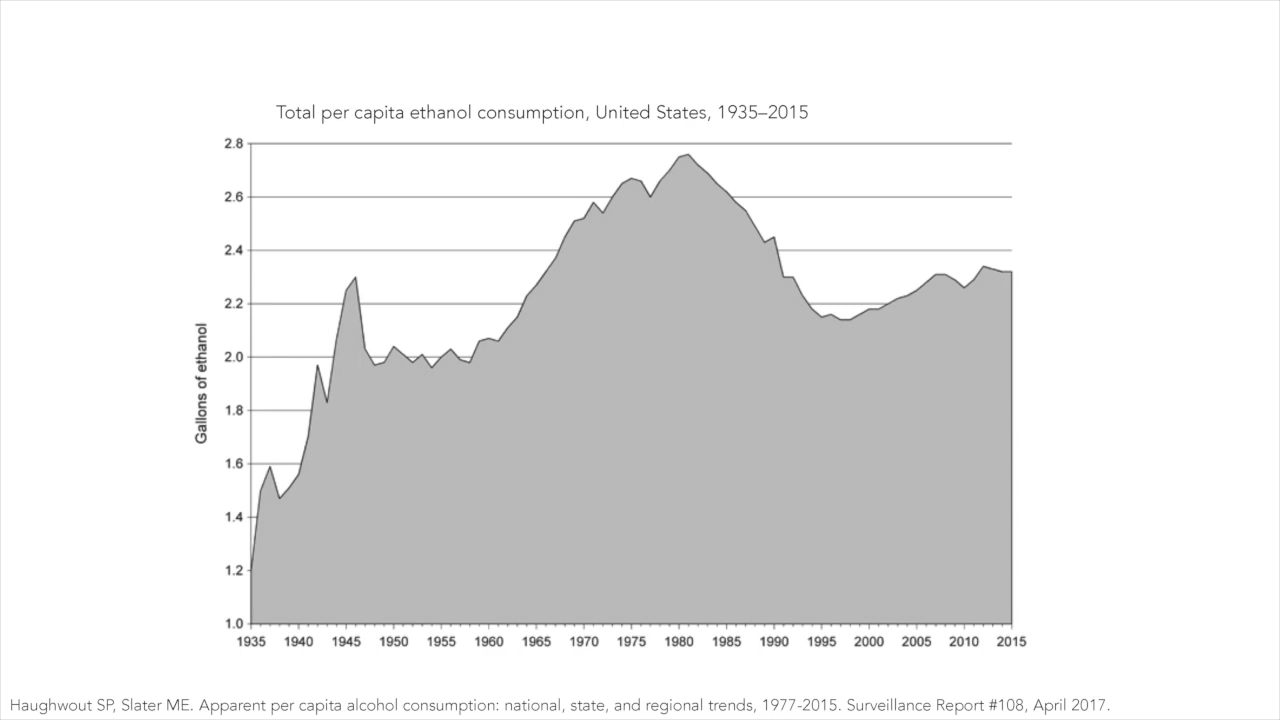 Total per capita ethanol consumption, United States, 1935–2015
2.8
2.6
2.4
2.2
2.0
1.8
1.6
1.4
1.2
1.0
Gallons of ethanol
1935 1940 1945 1950 1955 1960 1965 1970 1975 1980 1985 1990 1995 2000 2005 2010 2015
Haughwout SP, Slater ME. Apparent per capita alcohol consumption: national, state, and regional trends, 1977-2015. Surveillance Report #108, April 2017.